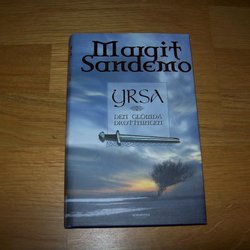 Margit
Sandemo
YRSA
DEN GLÖMDA
DROTTNINGEN